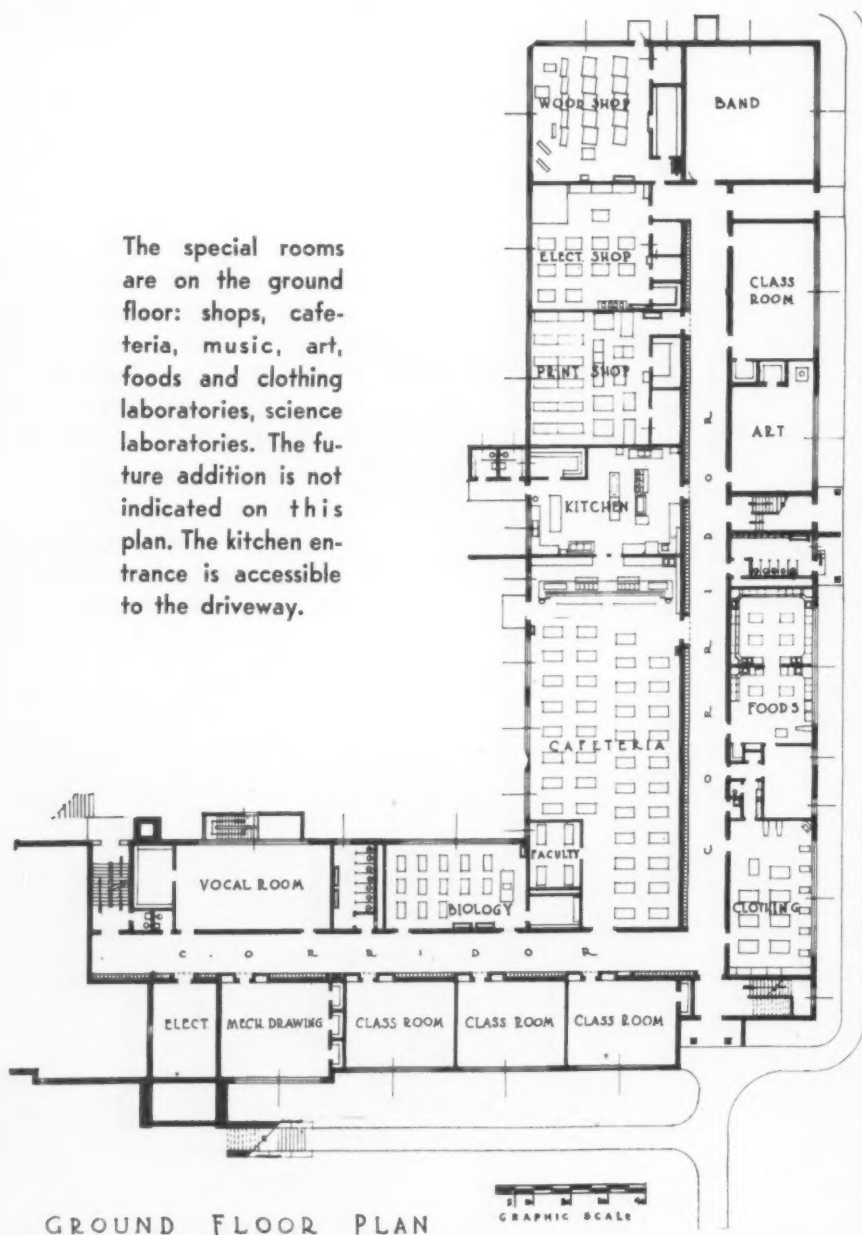 WOOD SHOP
BAND
The special rooms
are on the ground
floor: shops, cafe-
teria, music, art,
foods and clothing
laboratories, science
laboratories. The fu-
ture addition is not
indicated on this
plan. The kitchen en-
trance is accessible
to the driveway.
ELECT. SHOP
CLASS
ROOM
PRINT SHOP
ART
KITCHEN
CORRIDOR
FOODS
CAFETERIA
FACULTY
VOCAL ROOM
BIOLOGY
CLOTHING
CORRIDOR
ELECT
MECH. DRAWING
CLASS ROOM
CLASS ROOM
CLASS ROOM
GRAPHIC SCALE
GROUND FLOOR PLAN